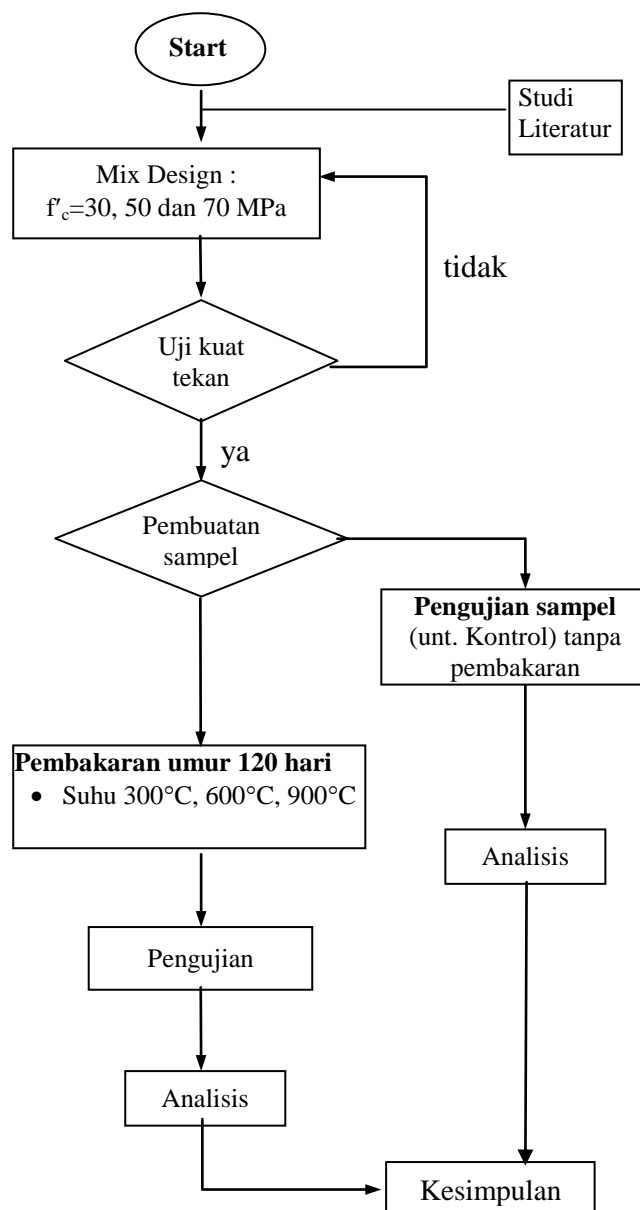 Start
Studi
Literatur
Mix Design :
f'c=30, 50 dan 70 MPa
tidak
Uji kuat
tekan
ya
Pembuatan
sampel
Pengujian sampel
(unt. Kontrol) tanpa
pembakaran
Pembakaran umur 120 hari
• Suhu 300°C, 600°C, 900°C
Analisis
Pengujian
Analisis
Kesimpulan